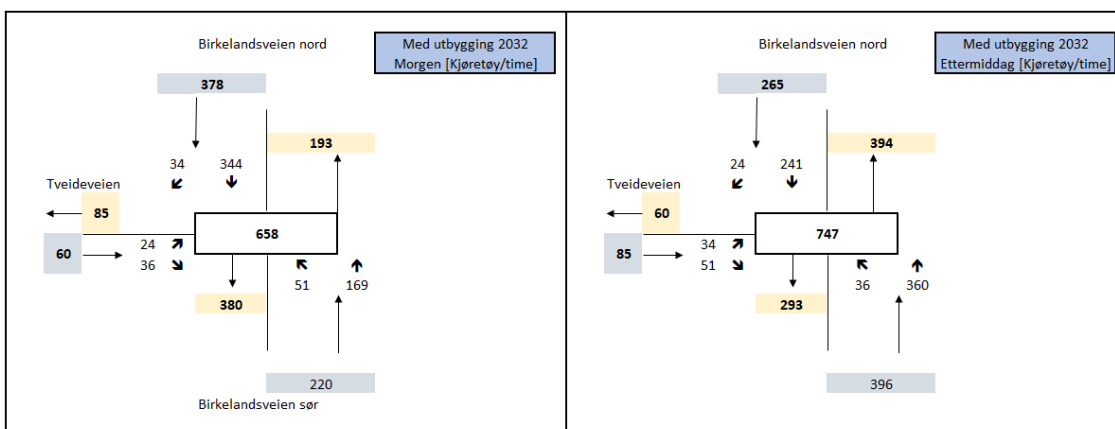 Birkelandsveien nord
Med utbygging 2032
Morgen [Kjøretøy/time]
378
193
34 344
Tveideveien
85
658
60
24
36
51 169
380
220
Birkelandsveien sør
Birkelandsveien nord
Med utbygging 2032
Ettermiddag [Kjøretøy/time]
265
394
24 241
Tveideveien
60
747
85
34
51
36 360
293
396